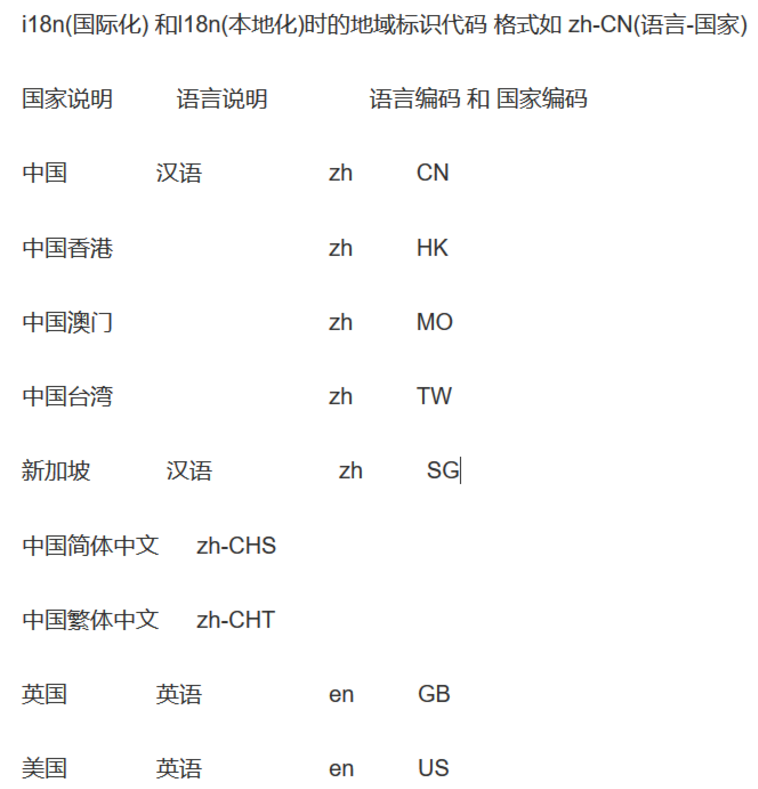 i18n(国际化) 和l18n(本地化)时的地域标识代码 格式如 zh-CN(语言-国家)
国家说明 语言说明 语言编码 和 国家编码
中国 汉语 zh CN
中国香港 zh HK
中国澳门 zh MO
中国台湾 zh TW
新加坡 汉语 zh SG
中国简体中文 zh-CHS
中国繁体中文 zh-CHT
英国 英语 en GB
美国 英语 en US